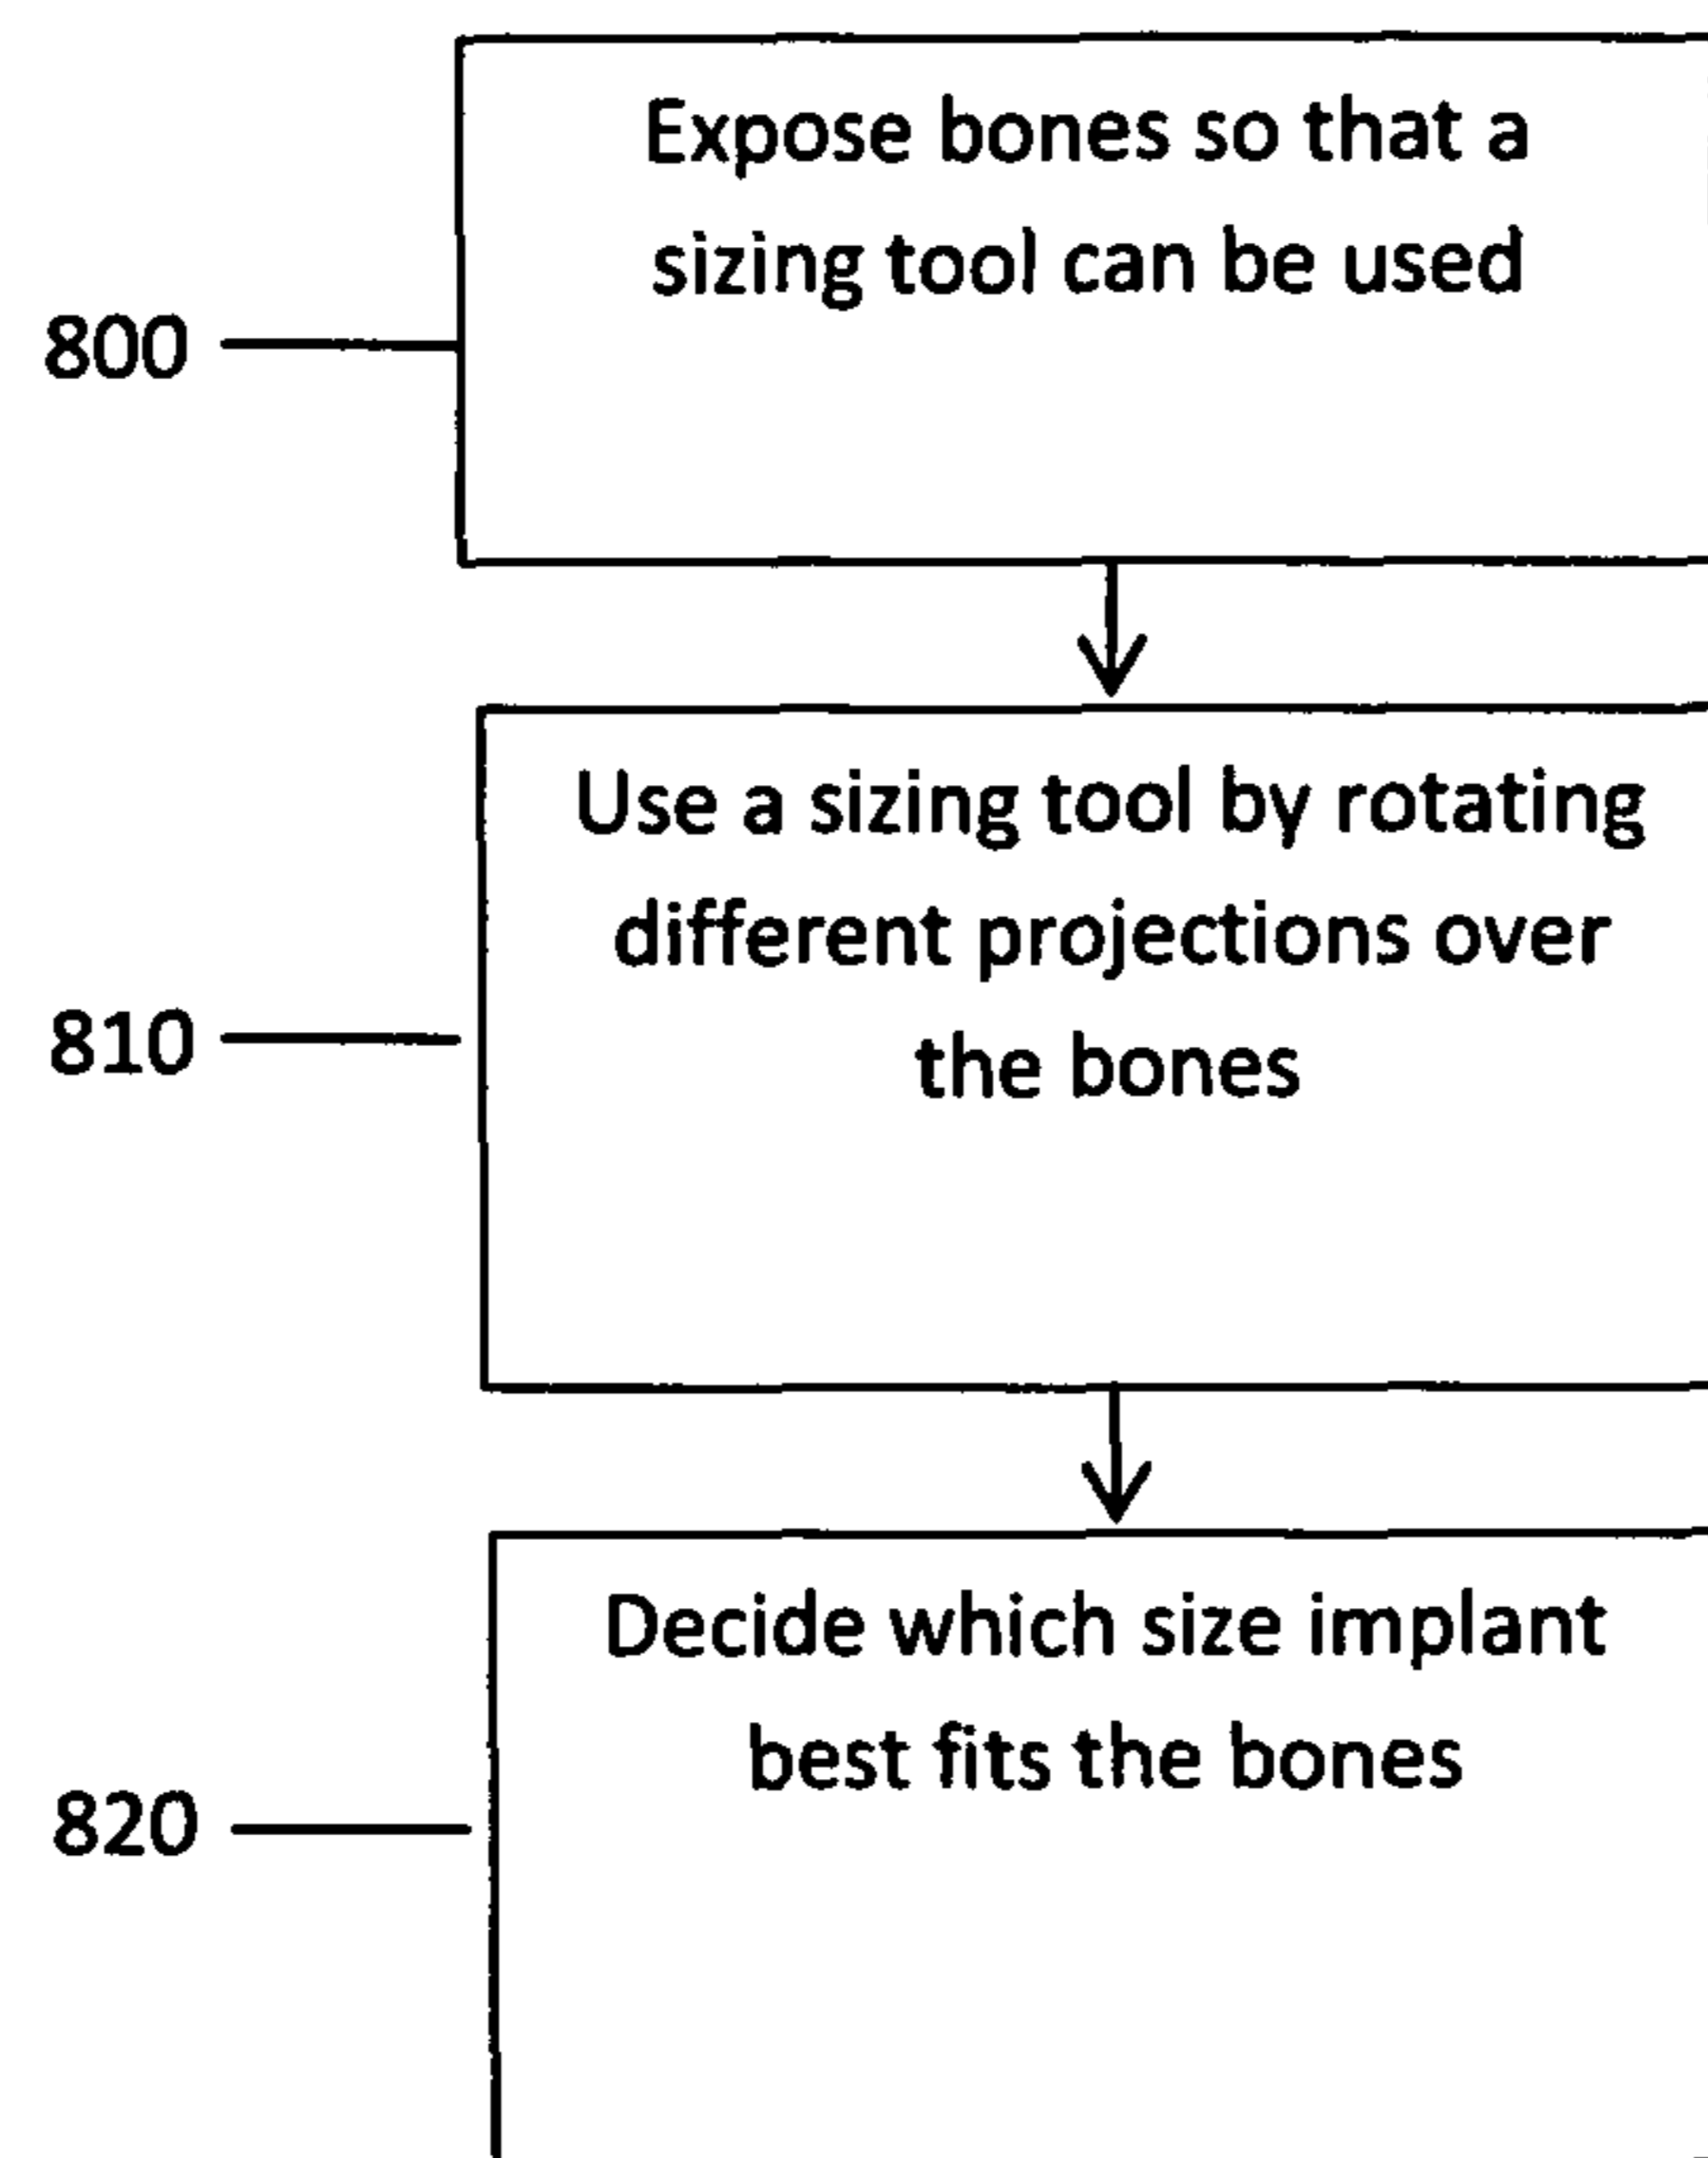 Expose bones so that a
sizing tool can be used
800
Use a sizing tool by rotating
different projections over
the bones
810
Decide which size implant
best fits the bones
820